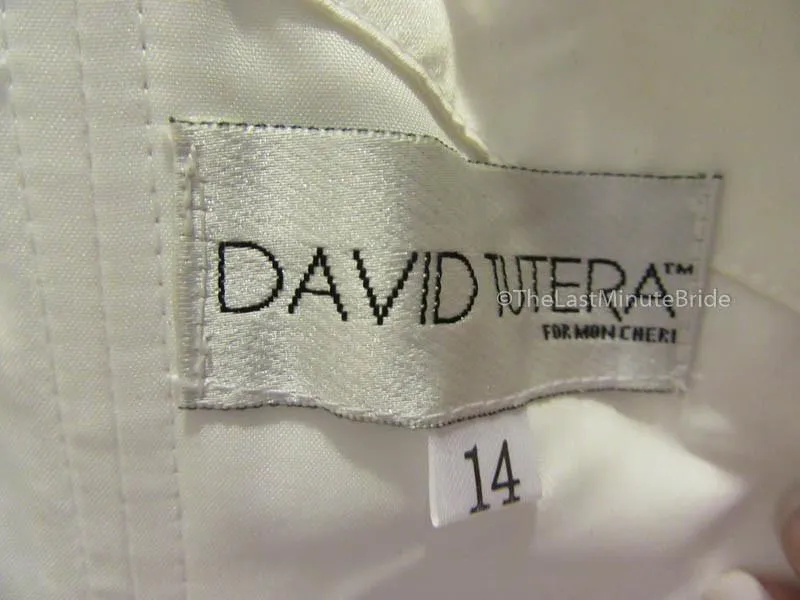 DAVID TUTERA™
©TheLastMinuteBride
FOR MON CHERI
14